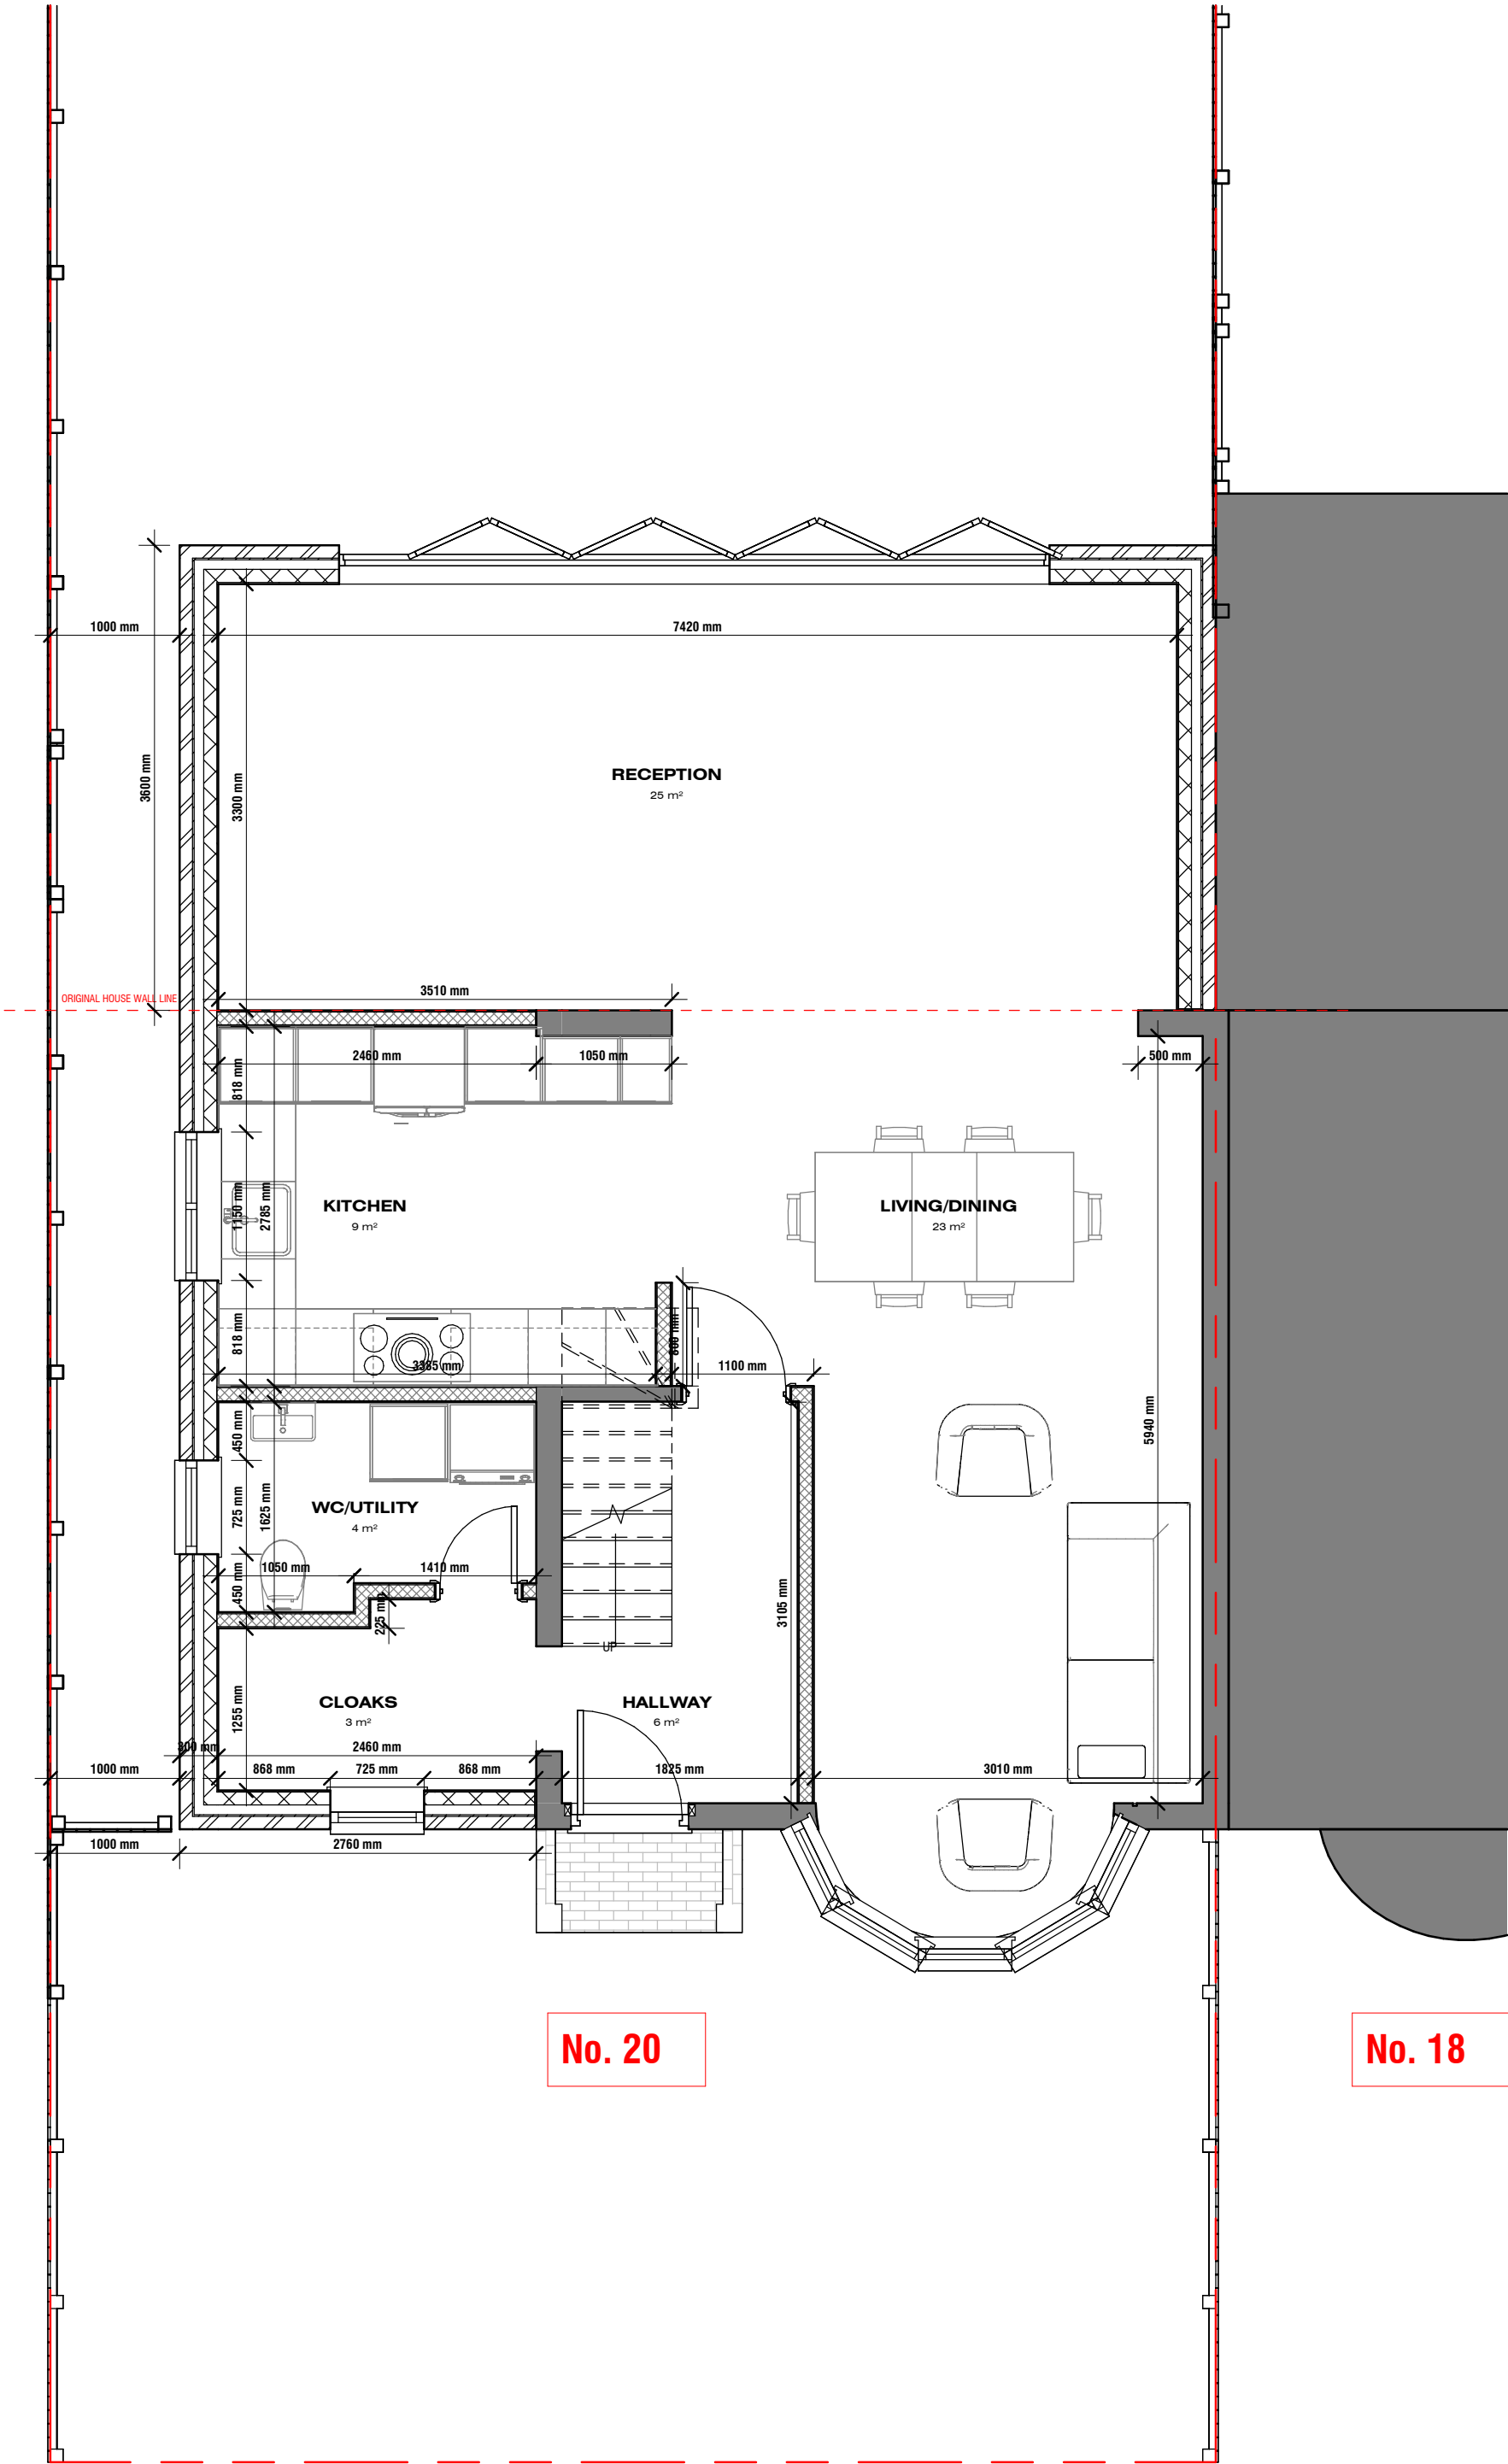 1000 mm
7420 mm
3600 mm
3300 mm
RECEPTION
25 m²
ORIGINAL HOUSE WALL LINE
3510 mm
2460 mm
1050 mm
500 mm
818 mm
1150 mm
2785 mm
KITCHEN
9 m²
LIVING/DINING
23 m²
818 mm
3385 mm
800 mm
1100 mm
450 mm
725 mm
1625 mm
WC/UTILITY
4 m²
5940 mm
450 mm
1050 mm
1410 mm
225 mm
3105 mm
UP
1255 mm
CLOAKS
3 m²
HALLWAY
6 m²
300 mm
2460 mm
1000 mm
868 mm
725 mm
868 mm
1825 mm
3010 mm
1000 mm
2760 mm
No. 20
No. 18